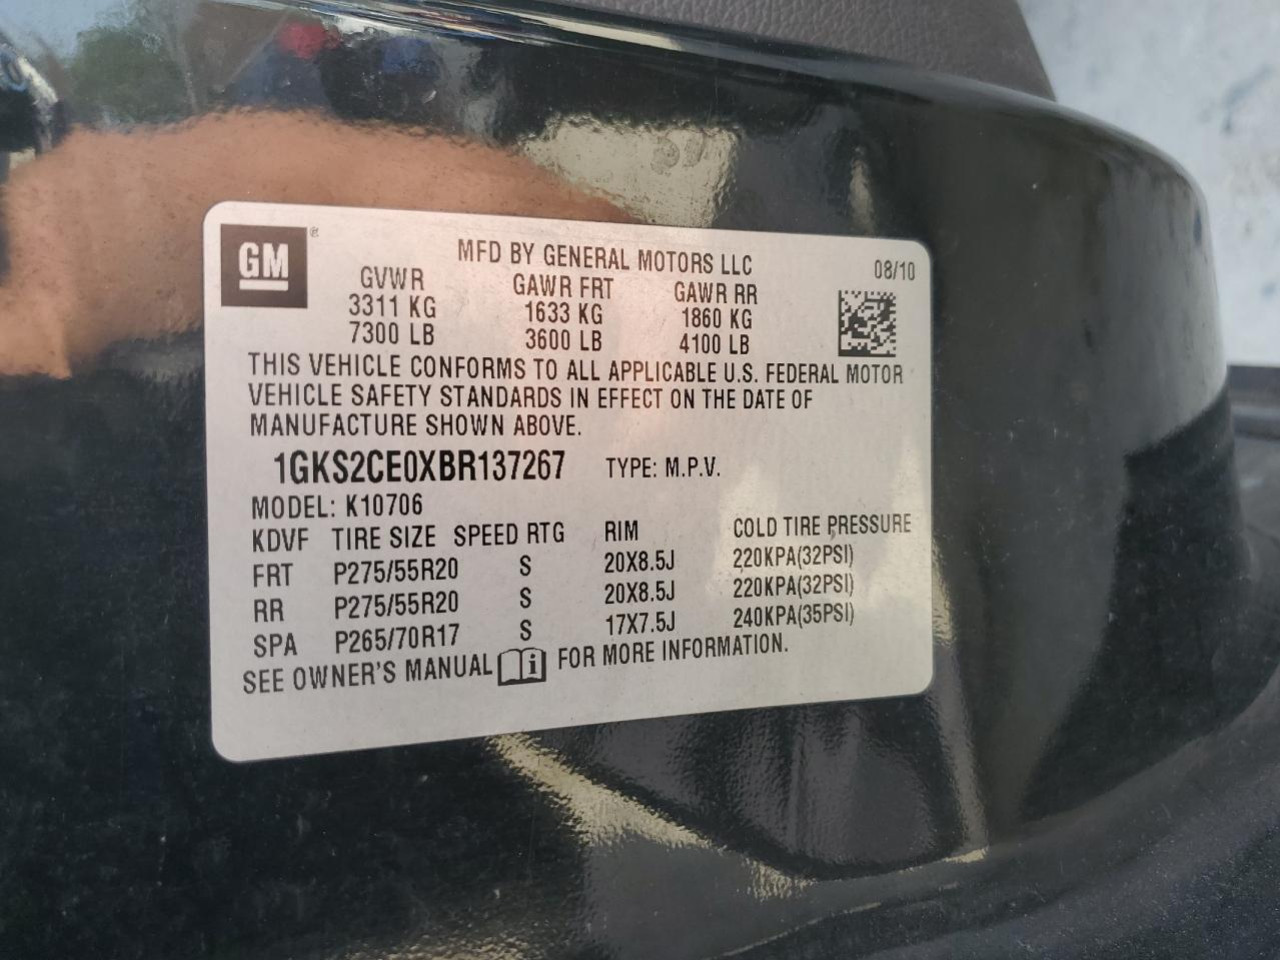 GM®
MFD BY GENERAL MOTORS LLC 08/10
GVWR GAWR FRT GAWR RR
3311 KG 1633 KG 1860 KG
7300 LB 3600 LB 4100 LB
THIS VEHICLE CONFORMS TO ALL APPLICABLE U.S. FEDERAL MOTOR
VEHICLE SAFETY STANDARDS IN EFFECT ON THE DATE OF
MANUFACTURE SHOWN ABOVE.
1GKS2CE0XBR137267 TYPE: M.P.V.
MODEL: K10706
KDVF TIRE SIZE SPEED RTG RIM COLD TIRE PRESSURE
FRT P275/55R20 S 20X8.5J 220KPA(32PSI)
RR P275/55R20 S 20X8.5J 220KPA(32PSI)
SPA P265/70R17 S 17X7.5J 240KPA(35PSI)
SEE OWNER'S MANUAL i FOR MORE INFORMATION.